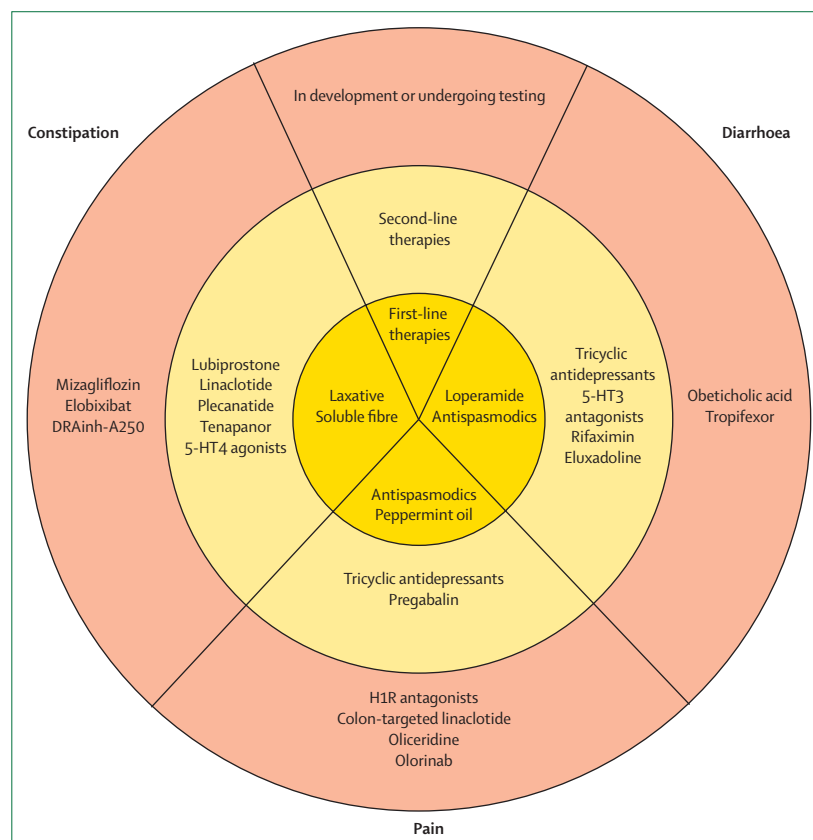 In development or undergoing testing
Constipation
Diarrhoea
Second-line
therapies
First-line
therapies
Mizagliflozin
Elobixibat
DRAinh-A250
Lubiprostone
Linaclotide
Plecanatide
Tenapanor
5-HT4 agonists
Laxative
Soluble fibre
Loperamide
Antispasmodics
Tricyclic
antidepressants
5-HT3
antagonists
Rifaximin
Eluxadoline
Obeticholic acid
Tropifexor
Antispasmodics
Peppermint oil
Tricyclic antidepressants
Pregabalin
H1R antagonists
Colon-targeted linaclotide
Oliceridine
Olorinab
Pain